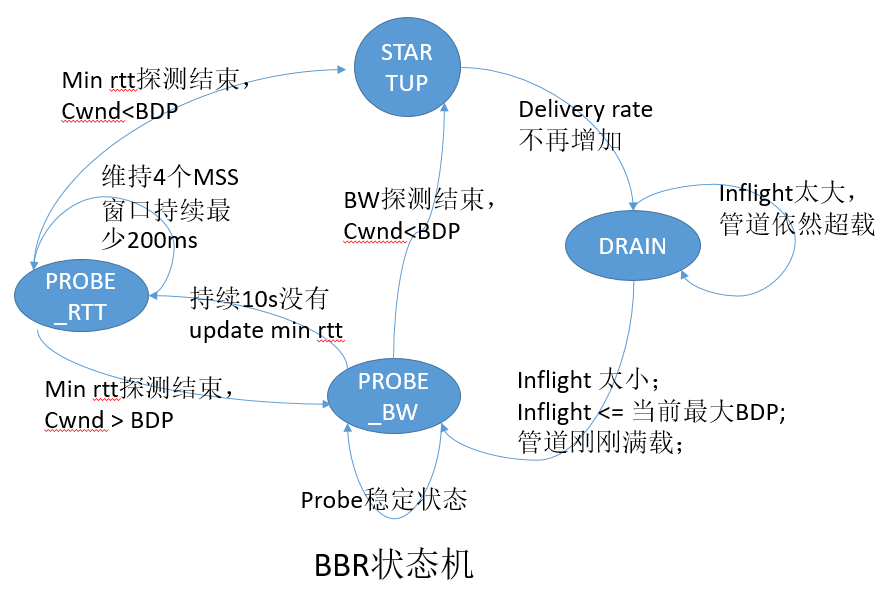 STAR
TUP
Min rtt探测结束，
Cwnd<BDP
Delivery rate
不再增加
维持4个MSS
窗口持续最
少200ms
BW探测结束，
Cwnd<BDP
Inflight太大，
管道依然超载
DRAIN
PROBE
_RTT
持续10s没有
update min rtt
Min rtt探测结束，
Cwnd > BDP
PROBE
_BW
Inflight 太小；
Inflight <= 当前最大BDP;
管道刚刚满载；
Probe稳定状态
BBR状态机